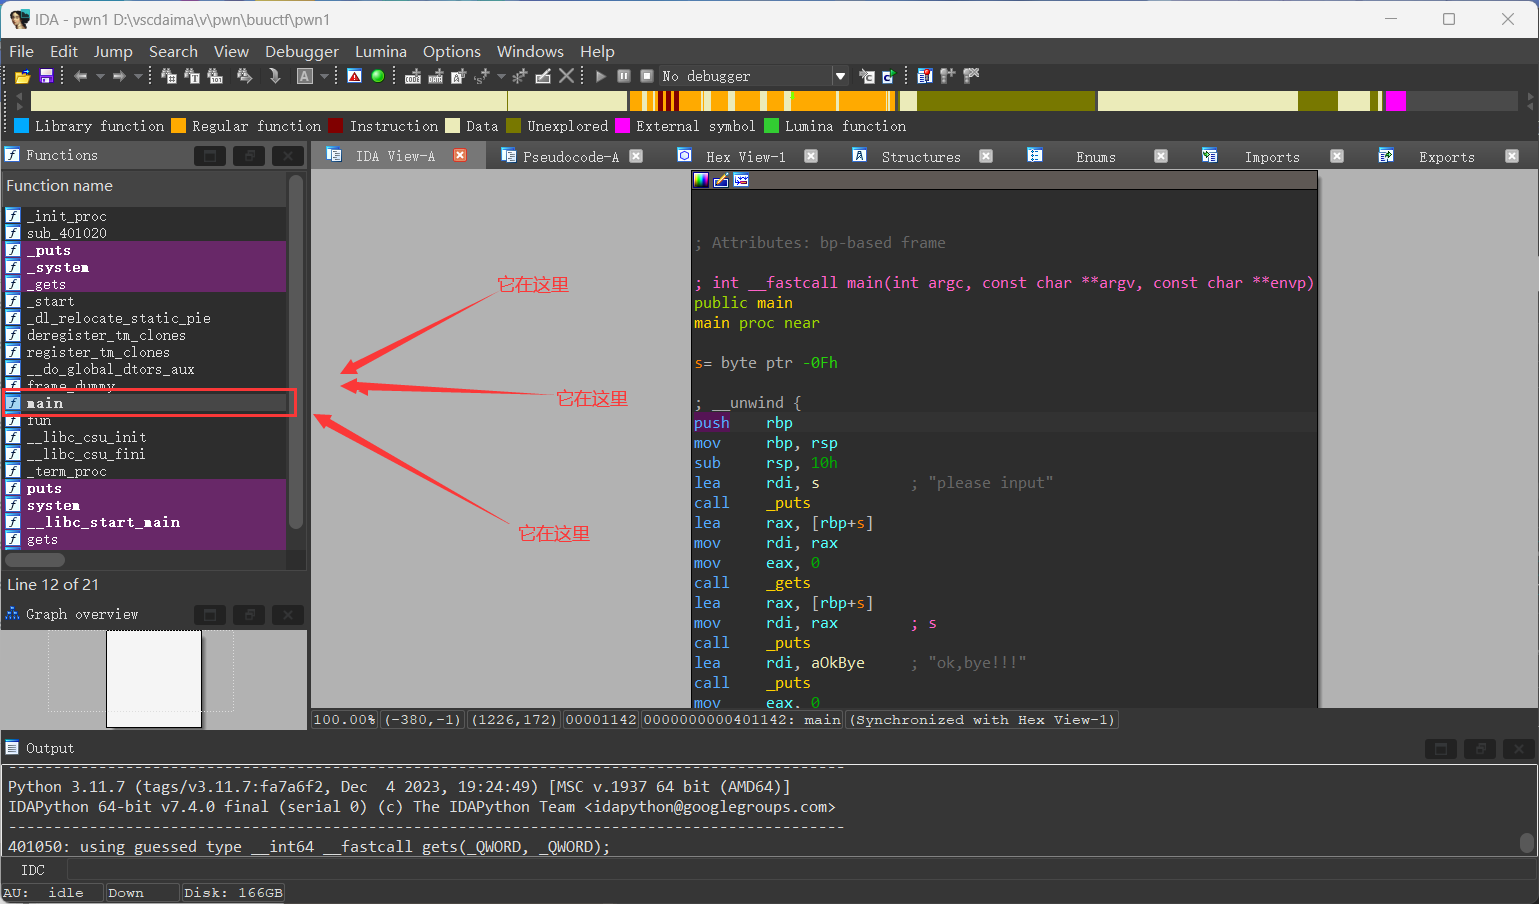 IDA - pwn1 D:\vscdaima\v\pwn\buuctf\pwn1
File Edit Jump Search View Debugger Lumina Options Windows Help
No debugger
Library function Regular function Instruction Data Unexplored External symbol Lumina function
Functions
IDA View-A Pseudocode-A Hex View-1 Structures Enums Imports Exports
Function name
_init_proc
sub_401020
_puts
_system
_gets
_start
_dl_relocate_static_pie
deregister_tm_clones
register_tm_clones
__do_global_dtors_aux
frame_dummy
main
fun
__libc_csu_init
__libc_csu_fini
_term_proc
puts
system
__libc_start_main
gets
Line 12 of 21
Graph overview
它在这里
它在这里
它在这里
; Attributes: bp-based frame
; int __fastcall main(int argc, const char **argv, const char **envp)
public main
main proc near
s= byte ptr -0Fh
; __unwind {
push rbp
mov rbp, rsp
sub rsp, 10h
lea rdi, s ; "please input"
call _puts
lea rax, [rbp+s]
mov rdi, rax
mov eax, 0
call _gets
lea rax, [rbp+s]
mov rdi, rax ; s
call _puts
lea rdi, aOkBye ; "ok,bye!!!"
call _puts
mov eax, 0
100.00% (-380,-1) (1226,172) 00001142 0000000000401142: main (Synchronized with Hex View-1)
Output
Python 3.11.7 (tags/v3.11.7:fa7a6f2, Dec 4 2023, 19:24:49) [MSC v.1937 64 bit (AMD64)]
IDAPython 64-bit v7.4.0 final (serial 0) (c) The IDAPython Team <idapython@googlegroups.com>
401050: using guessed type __int64 __fastcall gets(_QWORD, _QWORD);
IDC
AU: idle Down Disk: 166GB